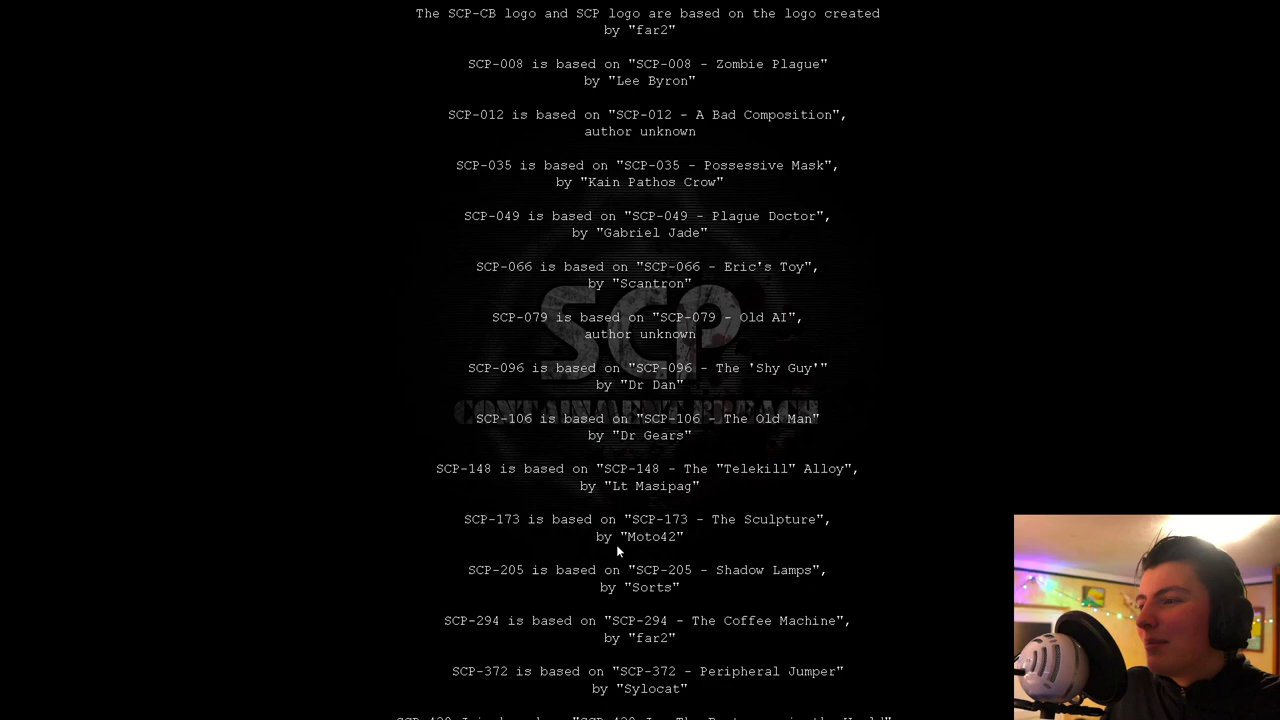 The SCP-CB logo and SCP logo are based on the logo created
by "far2"
SCP-008 is based on "SCP-008 - Zombie Plague"
by "Lee Byron"
SCP-012 is based on "SCP-012 - A Bad Composition",
author unknown
SCP-035 is based on "SCP-035 - Possessive Mask",
by "Kain Pathos Crow"
SCP-049 is based on "SCP-049 - Plague Doctor",
by "Gabriel Jade"
SCP-066 is based on "SCP-066 - Eric's Toy",
by "Scantron"
SCP
SCP-079 is based on "SCP-079 - Old AI",
author unknown
SCP-096 is based on "SCP-096 - The 'Shy Guy'"
by "Dr Dan"
CONTAINMENT BREACH
SCP-106 is based on "SCP-106 - The Old Man"
by "Dr Gears"
SCP-148 is based on "SCP-148 - The "Telekill" Alloy",
by "Lt Masipag"
SCP-173 is based on "SCP-173 - The Sculpture",
by "Moto42"
SCP-205 is based on "SCP-205 - Shadow Lamps",
by "Sorts"
SCP-294 is based on "SCP-294 - The Coffee Machine",
by "far2"
SCP-372 is based on "SCP-372 - Peripheral Jumper"
by "Sylocat"